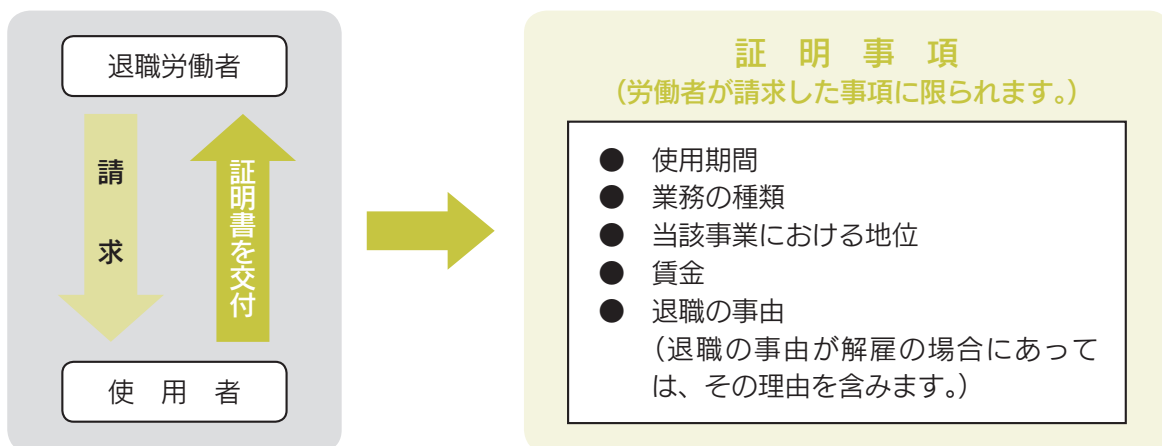 退職労働者
請求
証明書を交付
使　用　者
証　明　事　項
（労働者が請求した事項に限られます。）
● 使用期間
● 業務の種類
● 当該事業における地位
● 賃金
● 退職の事由
（退職の事由が解雇の場合にあって
は、その理由を含みます。）